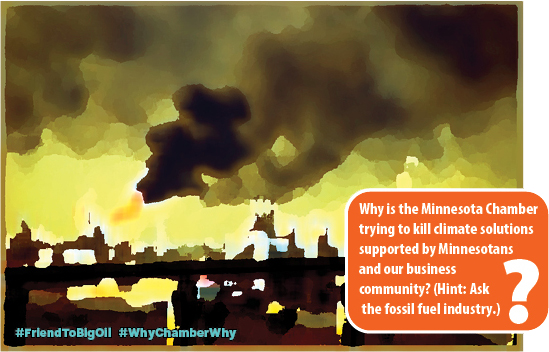 Why is the Minnesota Chamber
trying to kill climate solutions
supported by Minnesotans
and our business
community? (Hint: Ask
the fossil fuel industry.)
?
#FriendToBigOil #WhyChamberWhy